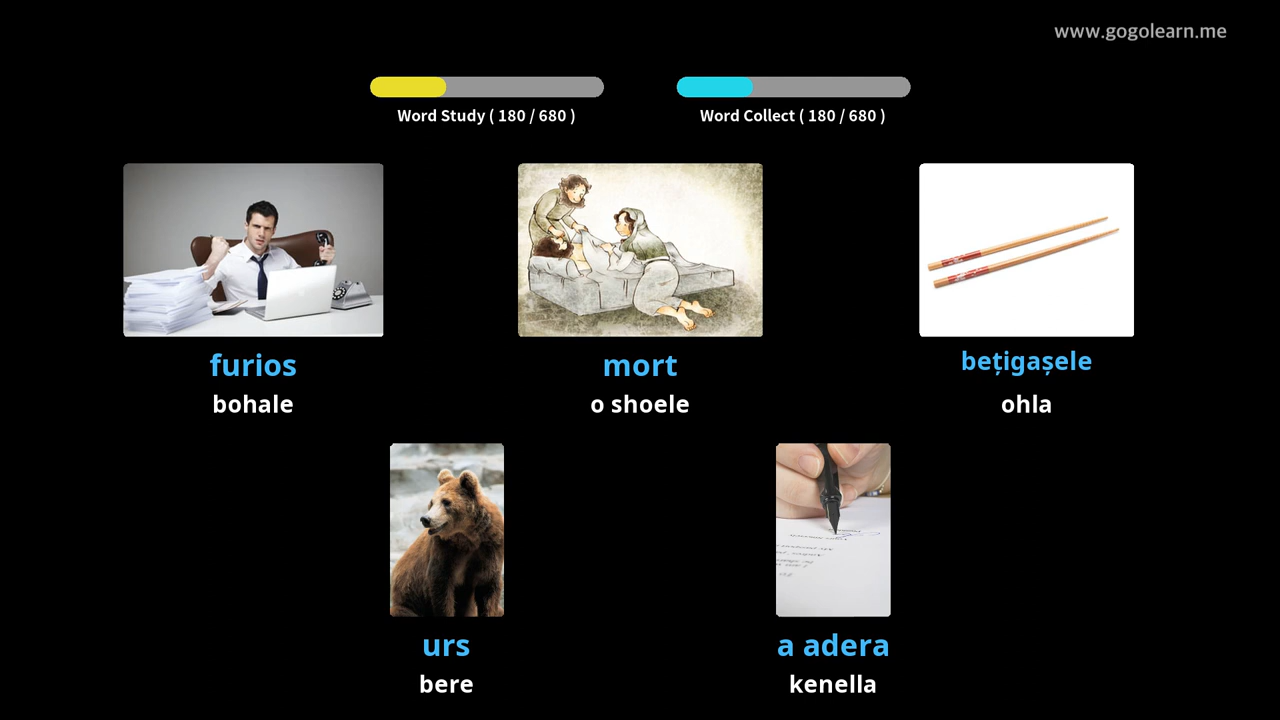 www.gogolearn.me
Word Study ( 180 / 680 )
Word Collect ( 180 / 680 )
furios
bohale
mort
o shoele
bețigașele
ohla
urs
bere
a adera
kenella